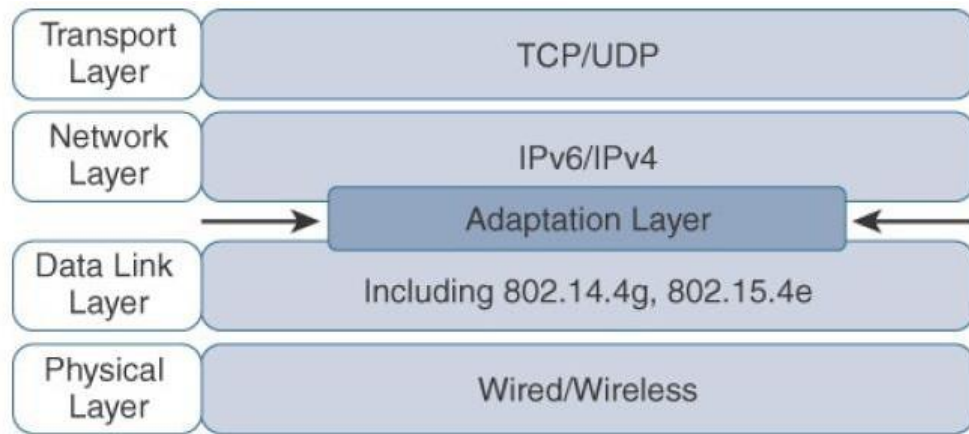 Transport
Layer
TCP/UDP
Network
Layer
IPv6/IPv4
Adaptation Layer
Data Link
Layer
Including 802.14.4g, 802.15.4e
Physical
Layer
Wired/Wireless